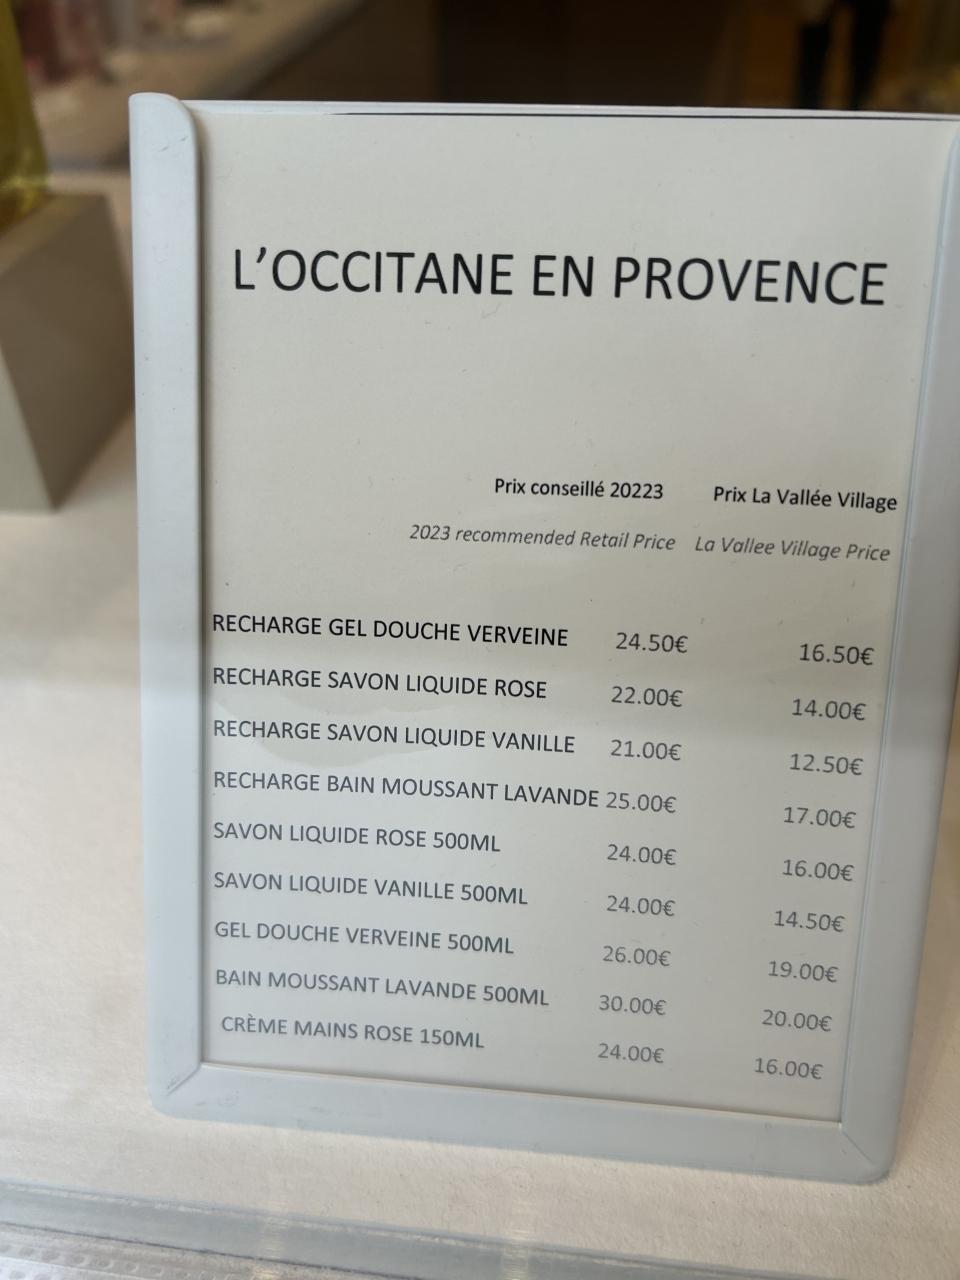 L'OCCITANE EN PROVENCE
Prix conseillé 20223 Prix La Vallée Village
2023 recommended Retail Price La Vallee Village Price
RECHARGE GEL DOUCHE VERVEINE 24.50€ 16.50€
RECHARGE SAVON LIQUIDE ROSE 22.00€ 14.00€
RECHARGE SAVON LIQUIDE VANILLE 21.00€ 12.50€
RECHARGE BAIN MOUSSANT LAVANDE 25.00€ 17.00€
SAVON LIQUIDE ROSE 500ML 24.00€ 16.00€
SAVON LIQUIDE VANILLE 500ML 24.00€ 14.50€
GEL DOUCHE VERVEINE 500ML 26.00€ 19.00€
BAIN MOUSSANT LAVANDE 500ML 30.00€ 20.00€
CRÈME MAINS ROSE 150ML 24.00€ 16.00€